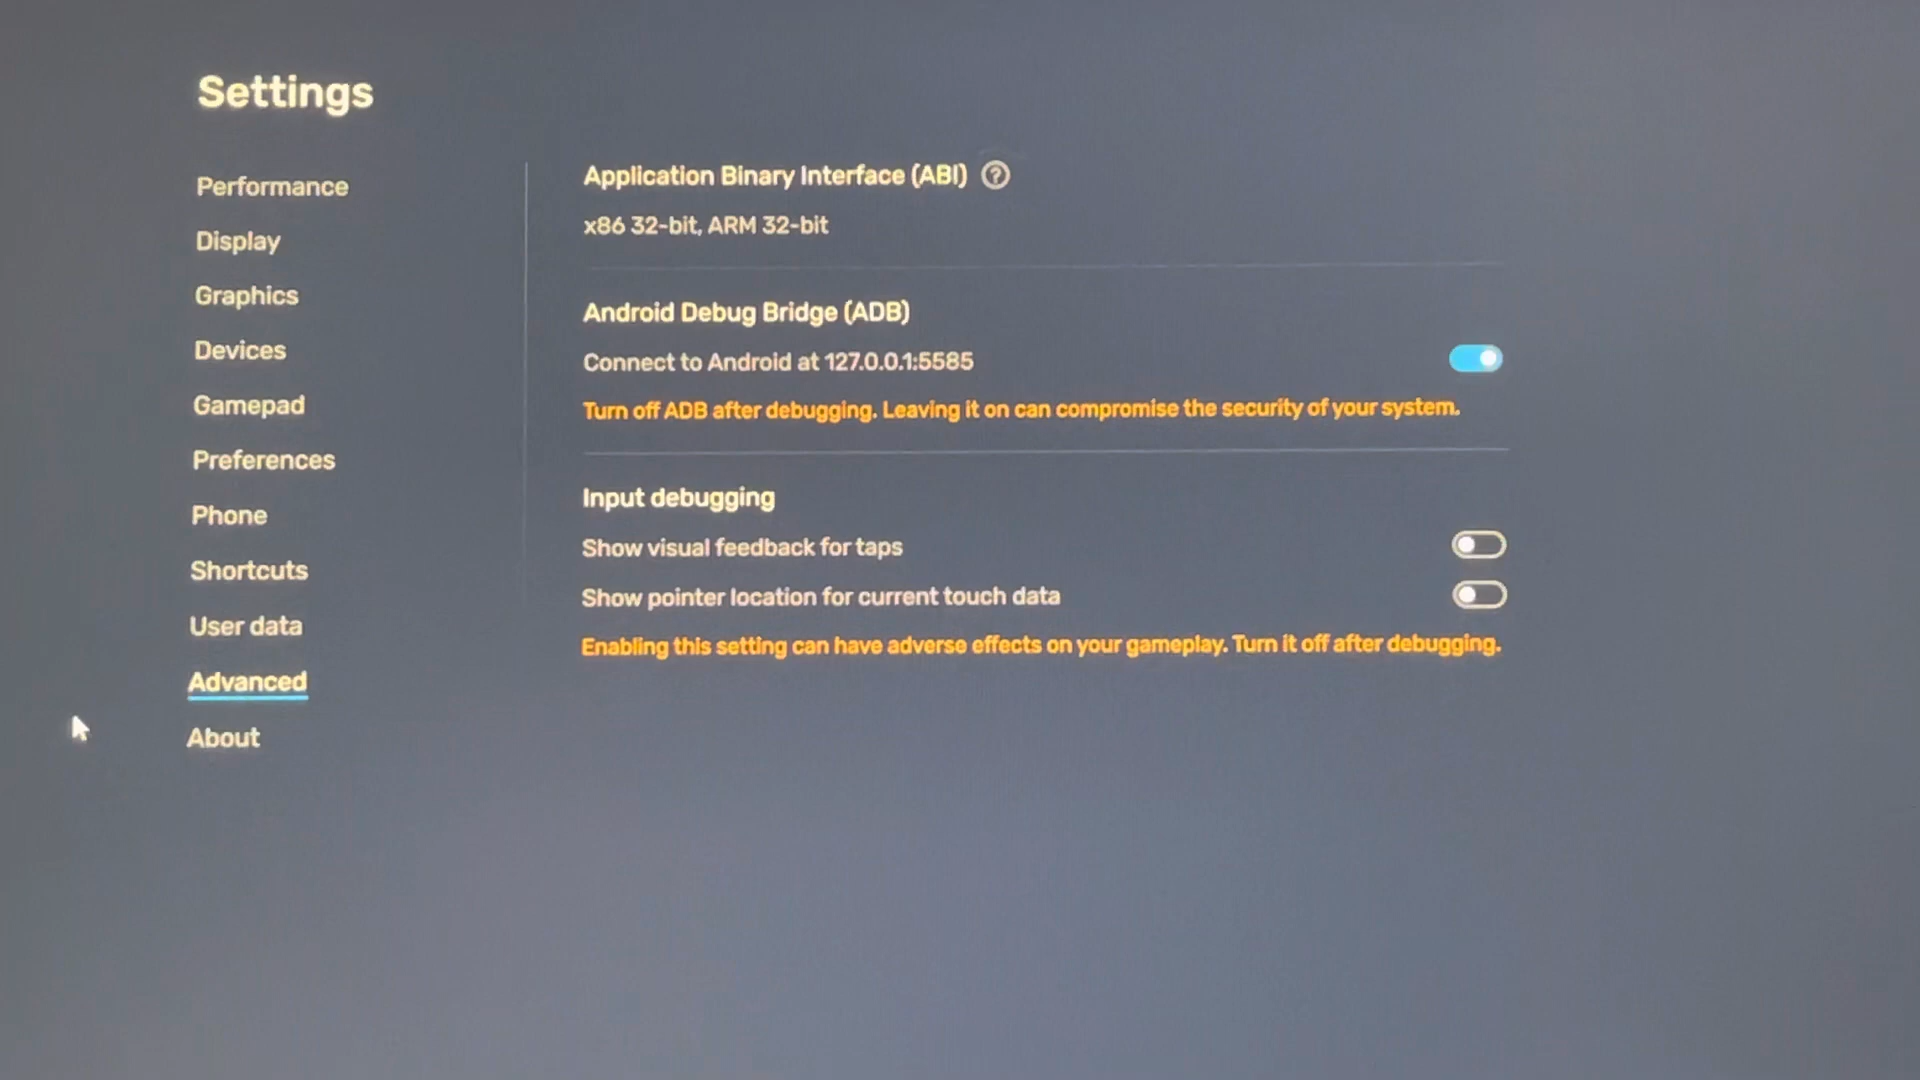 Settings
Performance
Display
Graphics
Devices
Gamepad
Preferences
Phone
Shortcuts
User data
Advanced
About
Application Binary Interface (ABI) ?
x86 32-bit, ARM 32-bit
Android Debug Bridge (ADB)
Connect to Android at 127.0.0.1:5585
Turn off ADB after debugging. Leaving it on can compromise the security of your system.
Input debugging
Show visual feedback for taps
Show pointer location for current touch data
Enabling this setting can have adverse effects on your gameplay. Turn it off after debugging.